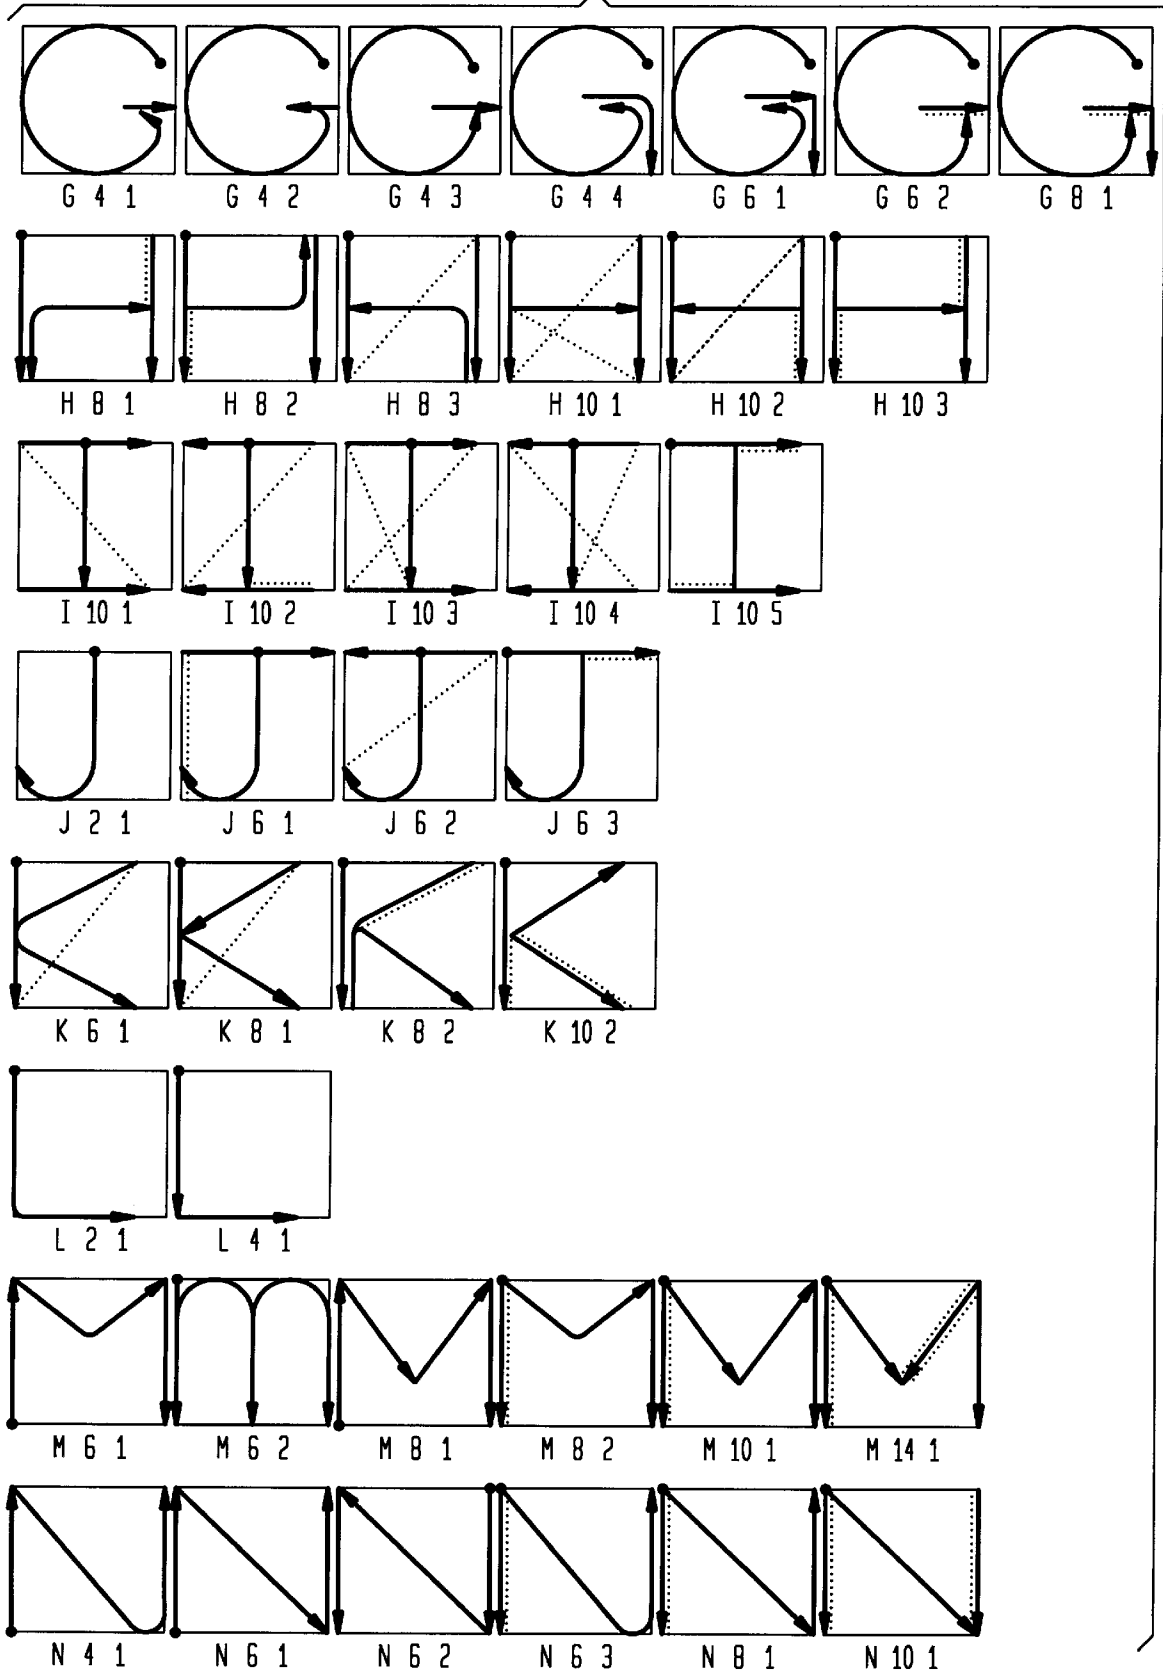 G 4 1 G 4 2 G 4 3 G 4 4 G 6 1 G 6 2 G 8 1
H 8 1 H 8 2 H 8 3 H 10 1 H 10 2 H 10 3
I 10 1 I 10 2 I 10 3 I 10 4 I 10 5
J 2 1 J 6 1 J 6 2 J 6 3
K 6 1 K 8 1 K 8 2 K 10 2
L 2 1 L 4 1
M 6 1 M 6 2 M 8 1 M 8 2 M 10 1 M 14 1
N 4 1 N 6 1 N 6 2 N 6 3 N 8 1 N 10 1